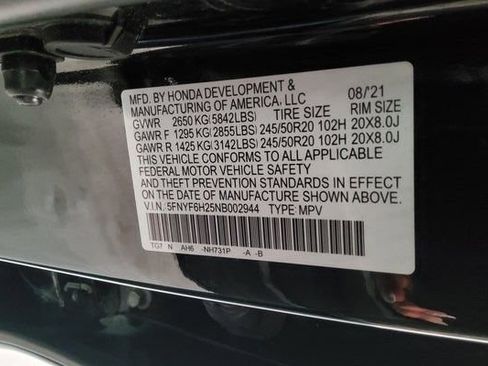 MFD. BY HONDA DEVELOPMENT & 08/'21
MANUFACTURING OF AMERICA, LLC
GVWR 2650 KG(5842LBS) TIRE SIZE RIM SIZE
GAWR F 1295 KG(2855LBS) 245/50R20 102H 20X8.0J
GAWR R 1425 KG(3142LBS) 245/50R20 102H 20X8.0J
THIS VEHICLE CONFORMS TO ALL APPLICABLE
FEDERAL MOTOR VEHICLE SAFETY
AND THEFT PREVENTION STANDARDS IN EFFECT
ON THE DATE OF MANUFACTURE SHOWN ABOVE.
V.I.N.: 5FNYF6H25NB002944 TYPE: MPV
TG7 N AH6 -NH731P -A -B